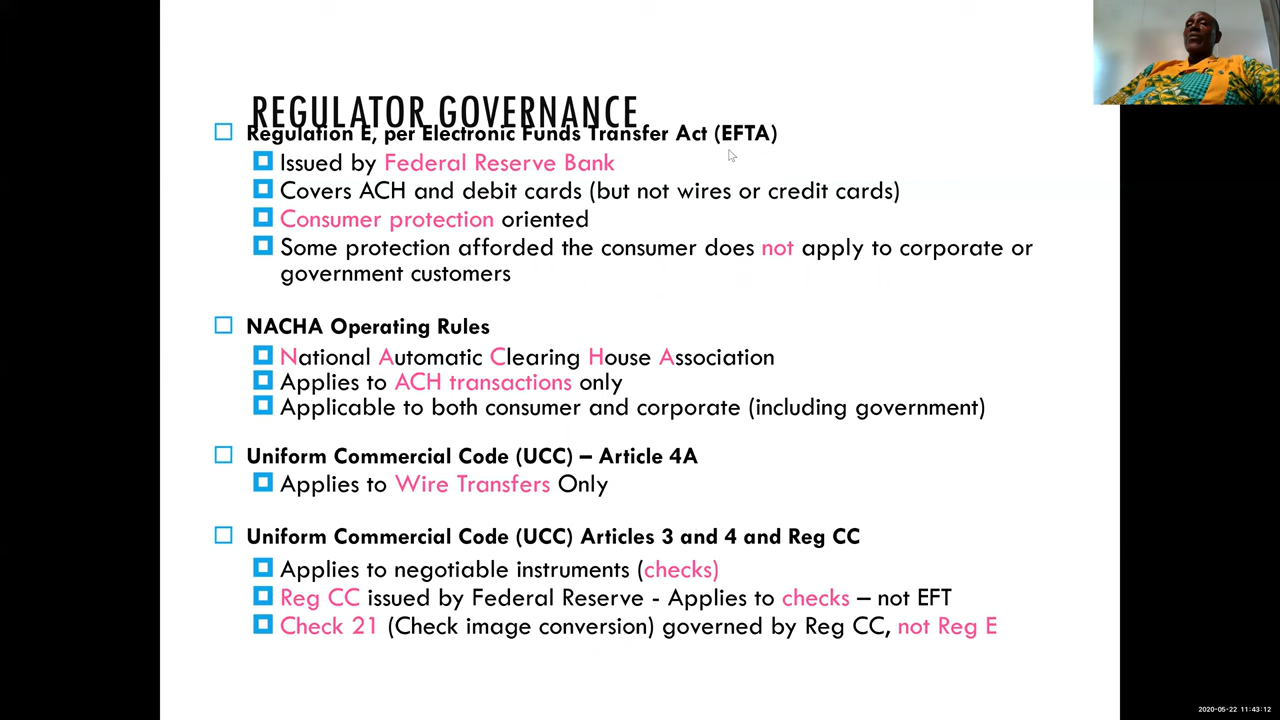 REGULATOR GOVERNANCE
Regulation E, per Electronic Funds Transfer Act (EFTA)
Issued by Federal Reserve Bank
Covers ACH and debit cards (but not wires or credit cards)
Consumer protection oriented
Some protection afforded the consumer does not apply to corporate or
government customers
NACHA Operating Rules
National Automatic Clearing House Association
Applies to ACH transactions only
Applicable to both consumer and corporate (including government)
Uniform Commercial Code (UCC) – Article 4A
Applies to Wire Transfers Only
Uniform Commercial Code (UCC) Articles 3 and 4 and Reg CC
Applies to negotiable instruments (checks)
Reg CC issued by Federal Reserve - Applies to checks – not EFT
Check 21 (Check image conversion) governed by Reg CC, not Reg E
2020-05-22 11:43:12